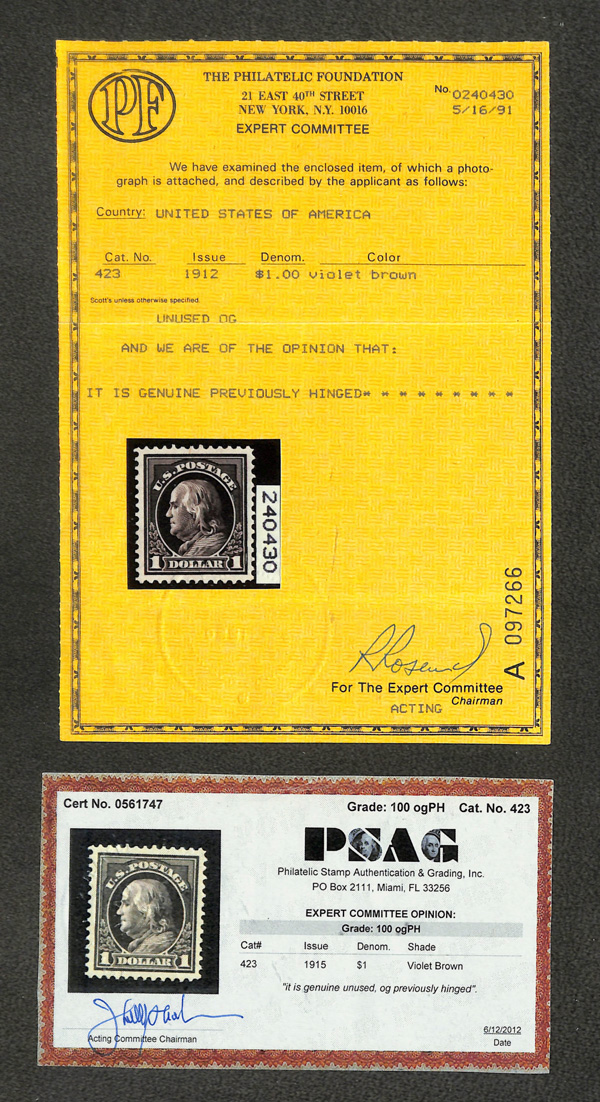 PF
THE PHILATELIC FOUNDATION
21 EAST 40TH STREET
NEW YORK, N.Y. 10016
EXPERT COMMITTEE
No. 0240430
5/16/91
We have examined the enclosed item, of which a photo-
graph is attached, and described by the applicant as follows:
Country: UNITED STATES OF AMERICA
Cat. No. Issue Denom. Color
423 1912 $1.00 violet brown
Scott's unless otherwise specified.
UNUSED OG
AND WE ARE OF THE OPINION THAT:
IT IS GENUINE PREVIOUSLY HINGED* * * * * * * * *
U.S. POSTAGE
1 DOLLAR 1
240430
A 097266
For The Expert Committee
Chairman
ACTING
Cert No. 0561747
Grade: 100 ogPH Cat. No. 423
PSAG
Philatelic Stamp Authentication & Grading, Inc.
PO Box 2111, Miami, FL 33256
EXPERT COMMITTEE OPINION:
Grade: 100 ogPH
Cat# Issue Denom. Shade
423 1915 $1 Violet Brown
"it is genuine unused, og previously hinged".
U.S. POSTAGE
1 DOLLAR 1
Acting Committee Chairman
6/12/2012
Date